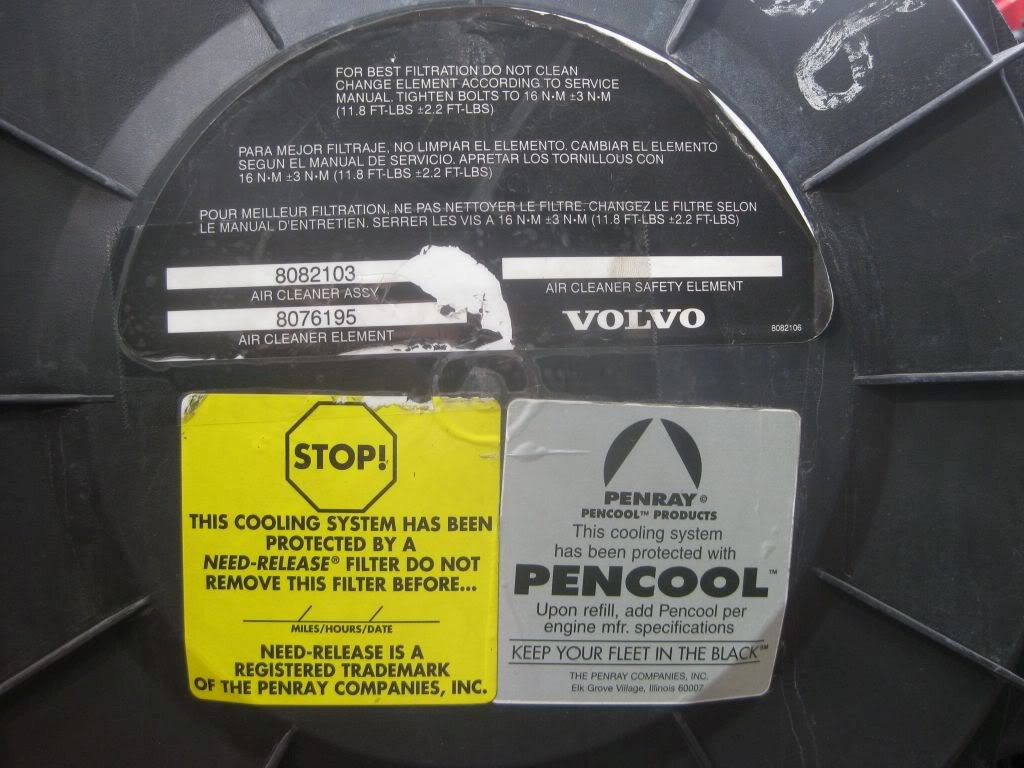 FOR BEST FILTRATION DO NOT CLEAN
CHANGE ELEMENT ACCORDING TO SERVICE
MANUAL. TIGHTEN BOLTS TO 16 N•M ±3 N•M
(11.8 FT-LBS ±2.2 FT-LBS)
PARA MEJOR FILTRAJE, NO LIMPIAR EL ELEMENTO. CAMBIAR EL ELEMENTO
SEGUN EL MANUAL DE SERVICIO. APRETAR LOS TORNILLOUS CON
16 N•M ±3 N•M (11.8 FT-LBS ±2.2 FT-LBS)
POUR MEILLEUR FILTRATION, NE PAS NETTOYER LE FILTRE. CHANGEZ LE FILTRE SELON
LE MANUAL D'ENTRETIEN. SERRER LES VIS A 16 N•M ±3 N•M (11.8 FT-LBS ±2.2 FT-LBS)
8082103
AIR CLEANER ASSY
8076195
AIR CLEANER ELEMENT
AIR CLEANER SAFETY ELEMENT
VOLVO
8082106
STOP!
THIS COOLING SYSTEM HAS BEEN
PROTECTED BY A
NEED-RELEASE® FILTER DO NOT
REMOVE THIS FILTER BEFORE...
MILES/HOURS/DATE
NEED-RELEASE IS A
REGISTERED TRADEMARK
OF THE PENRAY COMPANIES, INC.
PENRAY©
PENCOOL™ PRODUCTS
This cooling system
has been protected with
PENCOOL™
Upon refill, add Pencool per
engine mfr. specifications
KEEP YOUR FLEET IN THE BLACK℠
THE PENRAY COMPANIES, INC.
Elk Grove Village, Illinois 60007